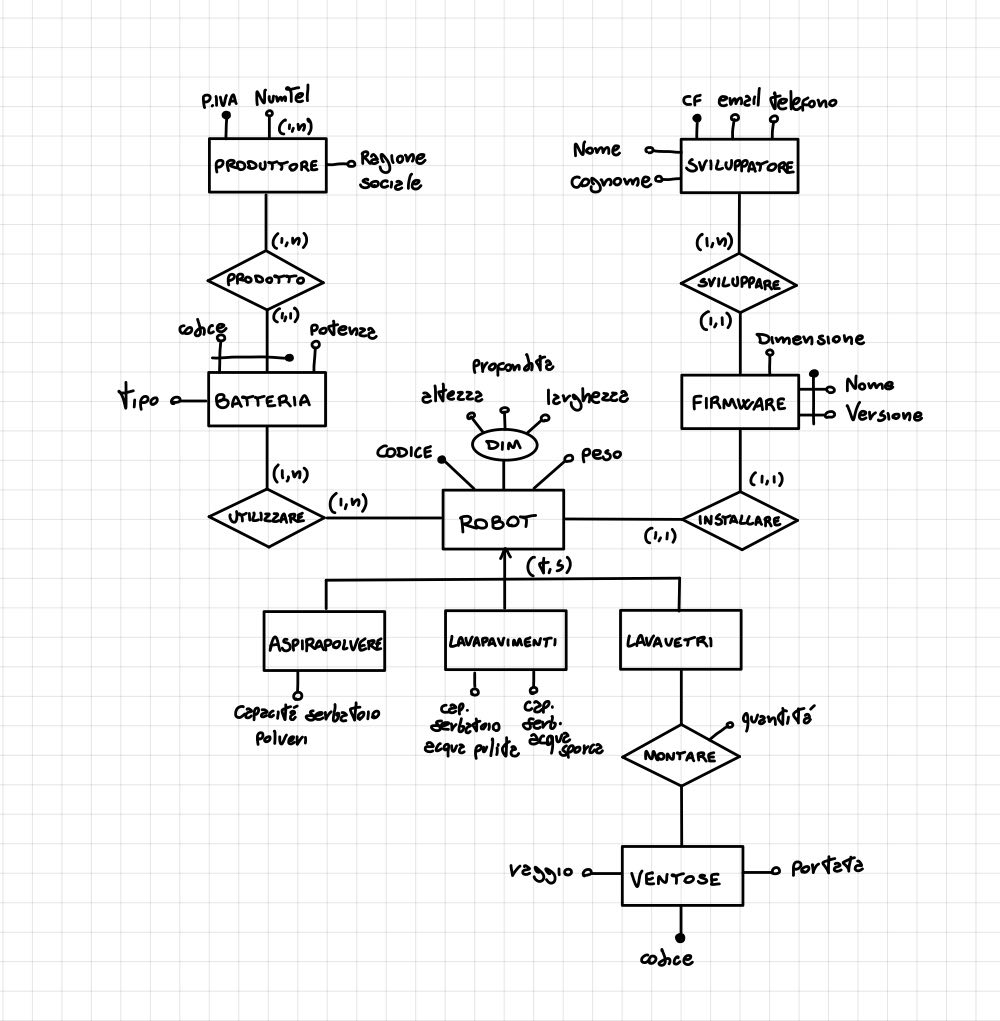 P.IVA NumTel
(1,n)
PRODUTTORE
Ragione
sociale
(1,n)
PRODOTTO
(1,1)
codice
potenza
tipo
BATTERIA
(1,n)
UTILIZZARE
(1,n)
CF email telefono
Nome
Cognome
SVILUPPATORE
(1,n)
SVILUPPARE
(1,1)
Dimensione
FIRMWARE
Nome
Versione
(1,1)
INSTALLARE
(1,1)
profondità
altezza
larghezza
DIM
CODICE
peso
ROBOT
(t,s)
ASPIRAPOLVERE
LAVAPAVIMENTI
LAVAVETRI
Capacitá serbatoio
polveri
cap.
serbatoio
acqua pulita
cap.
serb.
acqua
sporca
quantitá
MONTARE
VENTOSE
portata
codice